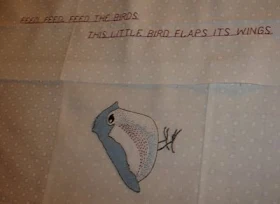 FEED, FEED, FEED THE BIRDS.
THIS LITTLE BIRD FLAPS ITS WINGS